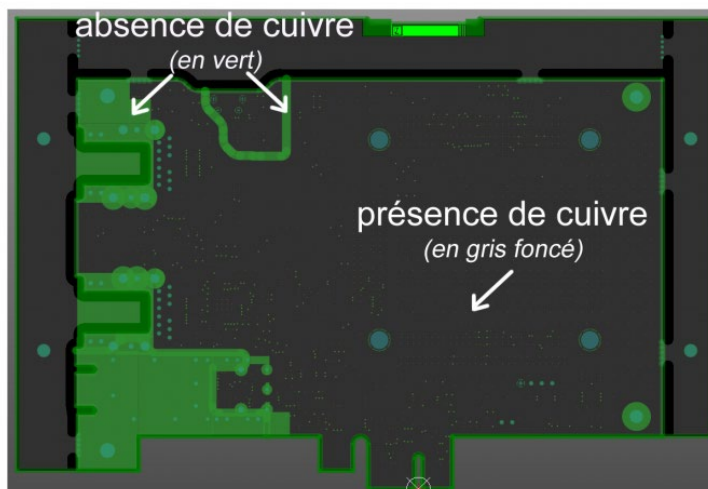 absence de cuivre
(en vert)
présence de cuivre
(en gris foncé)